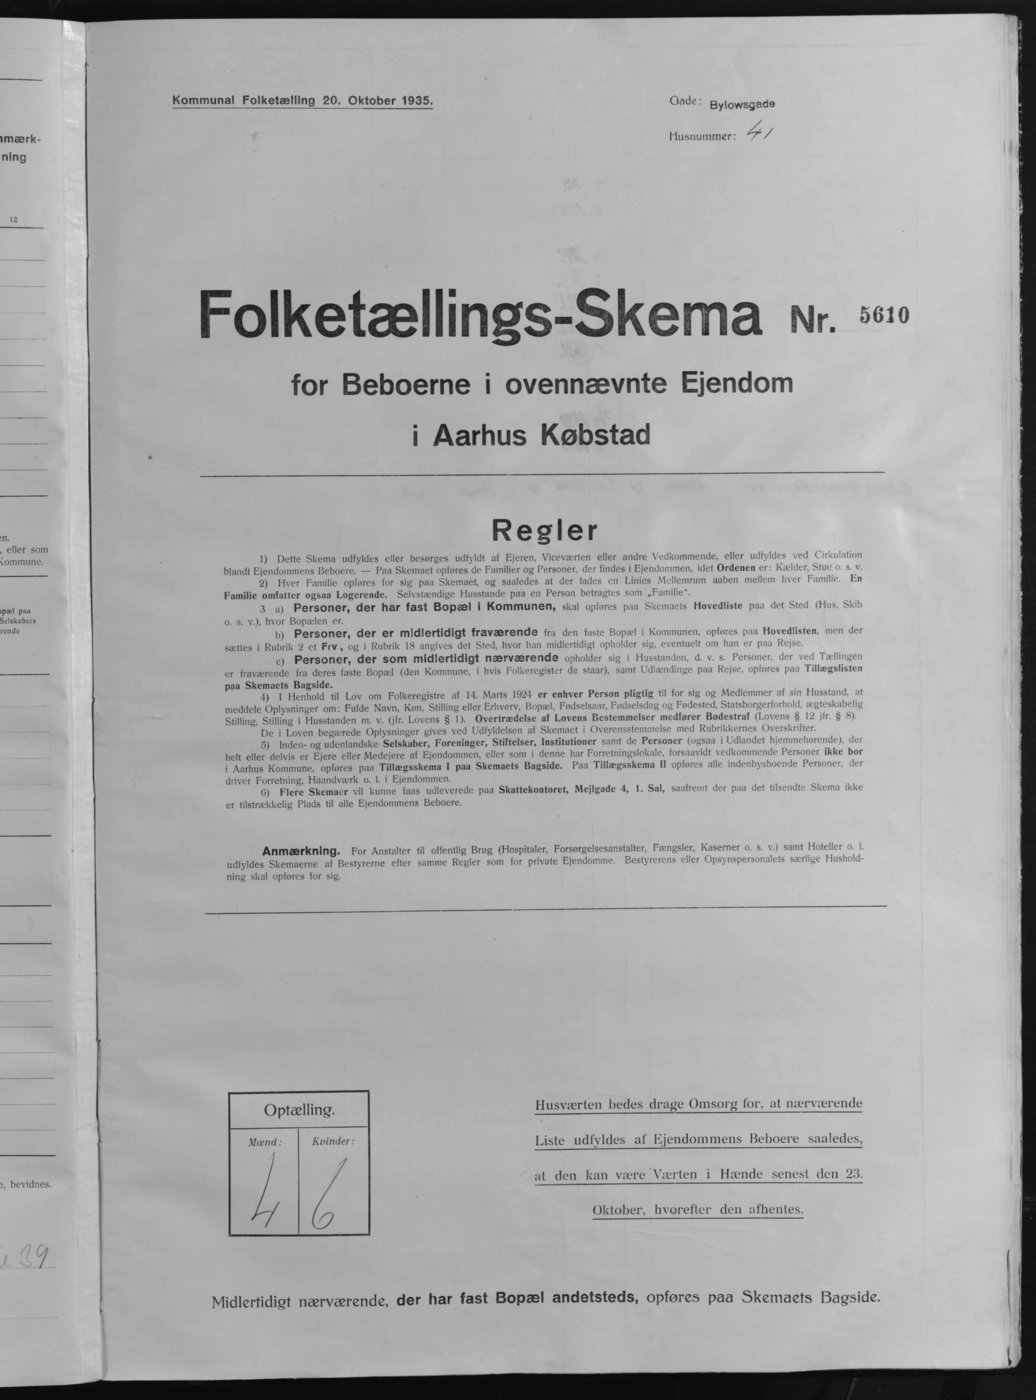 Kommunal Folketælling 20. Oktober 1935.
Gade: Bylowsgade
Husnummer: 41
Folketællings-Skema Nr. 5610
for Beboerne i ovennævnte Ejendom
i Aarhus Købstad
Regler
1) Dette Skema udfyldes eller besørges udfyldt af Ejeren, Viceværten eller andre Vedkommende, eller udfyldes ved Cirkulation
blandt Ejendommens Beboere. — Paa Skemaet opføres de Familier og Personer, der findes i Ejendommen, idet Ordenen er: Kælder, Stue o. s. v.
2) Hver Familie opføres for sig paa Skemaet, og saaledes at der lades en Linies Mellemrum aaben mellem hver Familie. En
Familie omfatter ogsaa Logerende. Selvstændige Husstande paa en Person betragtes som „Familie“.
3 a) Personer, der har fast Bopæl i Kommunen, skal opføres paa Skemaets Hovedliste paa det Sted (Hus, Skib
o. s. v.), hvor Bopælen er.
b) Personer, der er midlertidigt fraværende fra den faste Bopæl i Kommunen, opføres paa Hovedlisten, men der
sættes i Rubrik 2 et Frv., og i Rubrik 18 angives det Sted, hvor han midlertidigt opholder sig, eventuelt om han er paa Rejse.
c) Personer, der som midlertidigt nærværende opholder sig i Husstanden, d. v. s. Personer, der ved Tællingen
er fraværende fra deres faste Bopæl (den Kommune, i hvis Folkeregister de staar), samt Udlændinge paa Rejse, opføres paa Tillægslisten
paa Skemaets Bagside.
4) I Henhold til Lov om Folkeregistre af 14. Marts 1924 er enhver Person pligtig til for sig og Medlemmer af sin Husstand, at
meddele Oplysninger om: Fulde Navn, Køn, Stilling eller Erhverv, Bopæl, Fødselsaar, Fødselsdag og Fødested, Statsborgerforhold, ægteskabelig
Stilling, Stilling i Husstanden m. v. (jfr. Lovens § 1). Overtrædelse af Lovens Bestemmelser medfører Bødestraf (Lovens § 12 jfr. § 8).
De i Loven begærede Oplysninger gives ved Udfyldelsen af Skemaet i Overensstemmelse med Rubrikkernes Overskrifter.
5) Inden- og udenlandske Selskaber, Foreninger, Stiftelser, Institutioner samt de Personer (ogsaa i Udlandet hjemmehørende), der
helt eller delvis er Ejere eller Medejere af Ejendommen, eller som i denne har Forretningslokale, forsaavidt vedkommende Personer ikke bor
i Aarhus Kommune, opføres paa Tillægsskema I paa Skemaets Bagside. Paa Tillægsskema II opføres alle indenbysboende Personer, der
driver Forretning, Haandværk o. l. i Ejendommen.
6) Flere Skemaer vil kunne faas udleverede paa Skattekontoret, Mejlgade 4, 1. Sal, saafremt der paa det tilsendte Skema ikke
er tilstrækkelig Plads til alle Ejendommens Beboere.
Anmærkning. For Anstalter til offentlig Brug (Hospitaler, Forsørgelsesanstalter, Fængsler, Kaserner o. s. v.) samt Hoteller o. l.
udfyldes Skemaerne af Bestyrerne efter samme Regler som for private Ejendomme. Bestyrerens eller Opsynspersonalets særlige Hushold-
ning skal opføres for sig.
Optælling.
Mænd: Kvinder:
4 6
Husværten bedes drage Omsorg for, at nærværende
Liste udfyldes af Ejendommens Beboere saaledes,
at den kan være Værten i Hænde senest den 23.
Oktober, hvorefter den afhentes.
Midlertidigt nærværende, der har fast Bopæl andetsteds, opføres paa Skemaets Bagside.
ning
12
, eller som
Kommune.
opæl paa
Selskabers
, bevidnes.
39